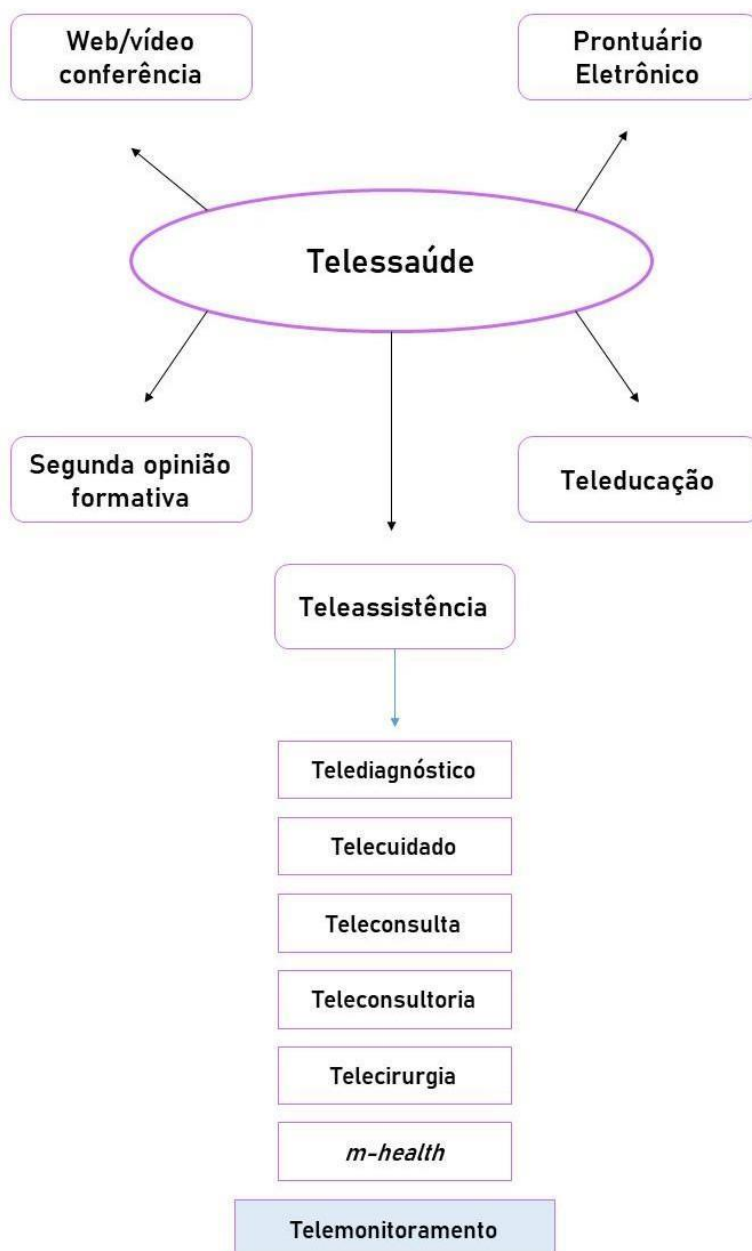 Web/vídeo
conferência
Prontuário
Eletrônico
Telessaúde
Segunda opinião
formativa
Teleducação
Teleassistência
Telediagnóstico
Telecuidado
Teleconsulta
Teleconsultoria
Telecirurgia
m-health
Telemonitoramento